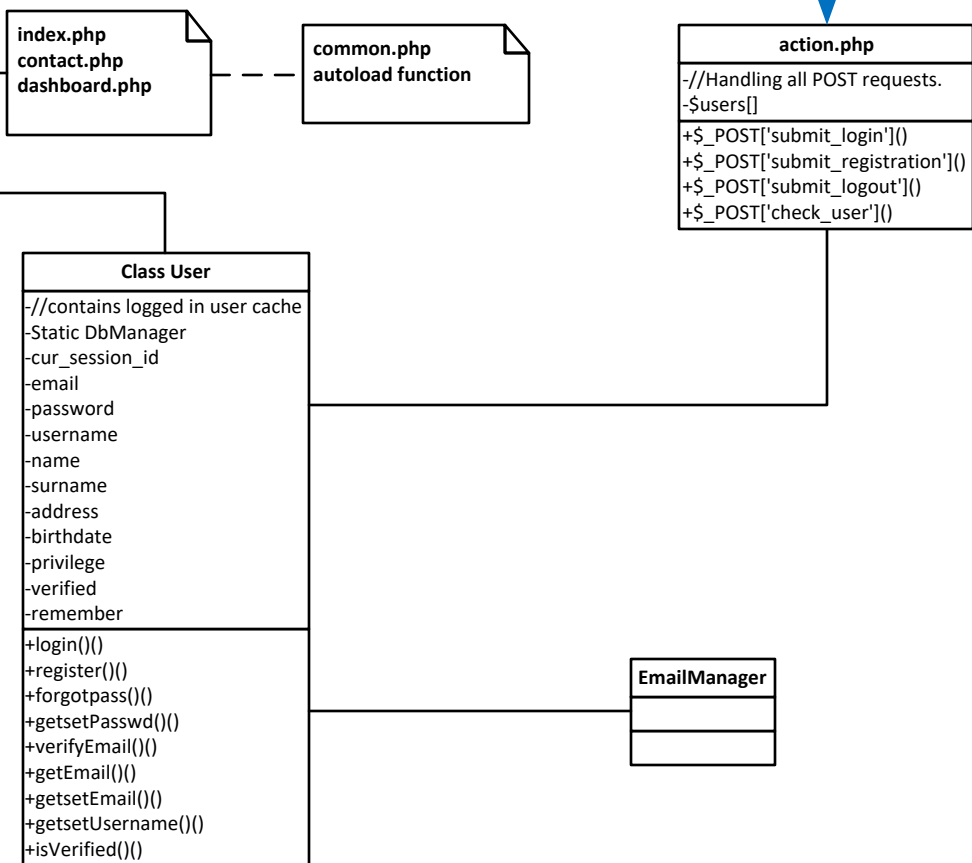 index.php
contact.php
dashboard.php
common.php
autoload function
action.php
-//Handling all POST requests.
-$users[]
+$_POST['submit_login']()
+$_POST['submit_registration']()
+$_POST['submit_logout']()
+$_POST['check_user']()
Class User
-//contains logged in user cache
-Static DbManager
-cur_session_id
-email
-password
-username
-name
-surname
-address
-birthdate
-privilege
-verified
-remember
+login()()
+register()()
+forgotpass()()
+getsetPasswd()()
+verifyEmail()()
+getEmail()()
+getsetEmail()()
+getsetUsername()()
+isVerified()()
EmailManager